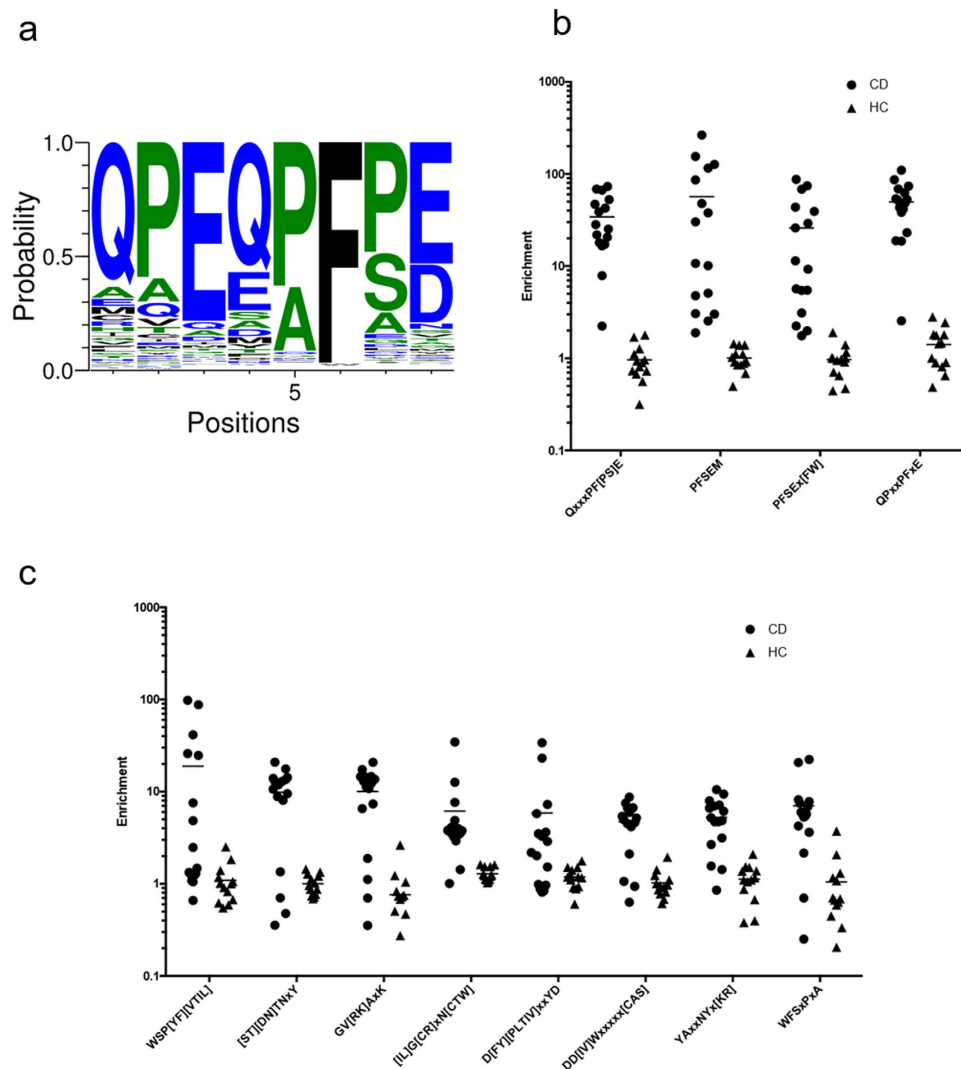 a
Probability
1.0
0.5
0.0
Q P E Q P F P E
5
Positions
b
Enrichment
1000
100
10
1
0.1
CD
HC
QxxxPF[PS]E
PFSEM
PFSEx[FW]
QPxxPFxE
c
Enrichment
1000
100
10
1
0.1
CD
HC
WSP[YF][VTIL]
[ST][DN]TNxY
GV[RK]AxK
[IL]G[CR]xN[CTW]
D[FY][PLTIV]xxYD
DD[IV]Wxxxxx[CAS]
YAxxNYx[KR]
WFSxPxA